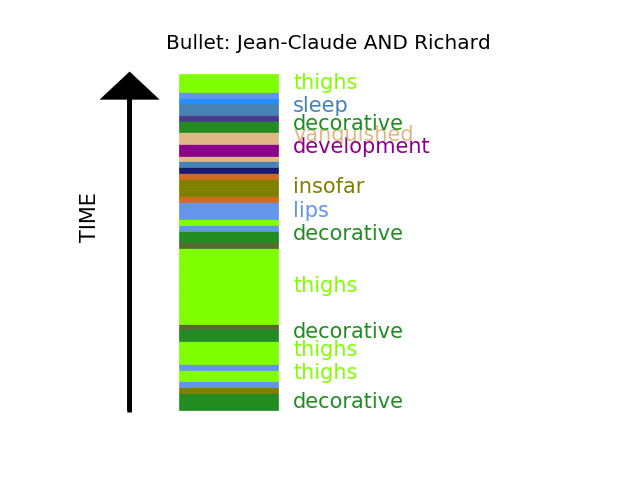 Bullet: Jean-Claude AND Richard
thighs
sleep
decorative
vanquished
development
insofar
lips
decorative
thighs
decorative
thighs
thighs
decorative
TIME